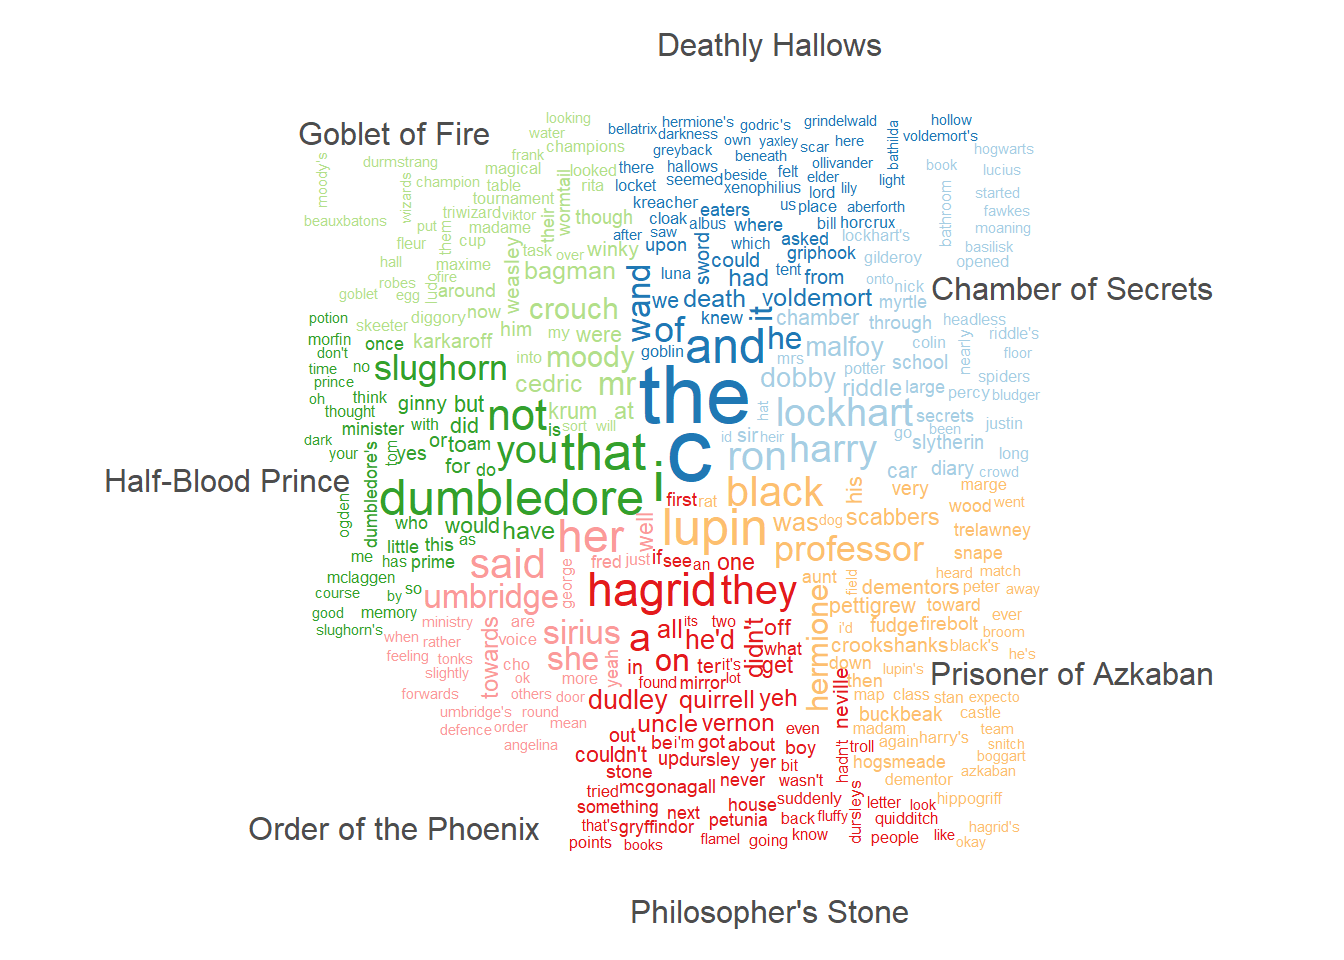 Deathly Hallows
Goblet of Fire
looking
water
champions
frank
durmstrang
magical
looked
moody's
wizards
champion
table
rita
tournament
wormtail
beauxbatons
triwizard
viktor
their
though
put
them
madame
fleur
cup
weasley
task
over
winky
hall
maxime
bagman
robes
ludo
fire
goblet
egg
around
crouch
skeeter
diggory
now
him
my
were
karkaroff
into
moody
cedric
mr
krum
at
sort
will
hermione's
godric's
grindelwald
hollow
bellatrix
darkness
own
yaxley
scar
here
bathilda
voldemort's
greyback
beneath
ollivander
there
hallows
beside
felt
elder
light
locket
seemed
xenophilius
lord
lily
kreacher
us
place
aberforth
cloak
albus
eaters
where
bill
horcrux
after
saw
upon
sword
which
asked
could
griphook
wand
luna
had
tent
from
we
death
it
voldemort
of
knew
goblin
and
he
the
c
hogwarts
book
lucius
bathroom
started
fawkes
moaning
lockhart's
basilisk
gilderoy
opened
onto
nick
Chamber of Secrets
myrtle
chamber
through
headless
colin
riddle's
mrs
malfoy
nearly
floor
potter
school
dobby
riddle
large
percy
spiders
bludger
hat
lockhart
secrets
justin
id
sir
heir
go
been
slytherin
ron
harry
long
car
diary
crowd
potion
morfin
once
don't
time
no
slughorn
prince
oh
think
thought
ginny
but
not
minister
with
did
is
dark
or
to
am
you
that
your
tom
yes
for
do
i
Half-Blood Prince
dumbledore's
dumbledore
ogden
who
would
have
little
this
as
me
has
prime
mclaggen
course
by
so
good
memory
slughorn's
her
well
said
fred
just
george
umbridge
ministry
are
when
rather
voice
sirius
feeling
tonks
towards
cho
she
yeah
slightly
ok
more
forwards
others
door
umbridge's
round
mean
defence
order
angelina
Order of the Phoenix
rat
black
his
very
marge
wood
went
lupin
was
dog
scabbers
trelawney
professor
snape
heard
match
aunt
field
dementors
peter
away
hermione
pettigrew
toward
ever
i'd
fudge
firebolt
broom
crookshanks
black's
he's
down
lupin's
Prisoner of Azkaban
then
map
class
stan
expecto
buckbeak
castle
madam
team
again
harry's
snitch
hogsmeade
boggart
dementor
azkaban
hippogriff
hagrid's
okay
first
if
see
an
one
hagrid
they
its
two
a
all
he'd
didn't
off
what
in
on
ter
it's
get
found
mirror
lot
neville
dudley
quirrell
yeh
uncle
vernon
even
out
be
i'm
got
about
boy
couldn't
up
dursley
yer
bit
hadn't
troll
stone
tried
mcgonagall
never
wasn't
suddenly
dursleys
something
next
house
letter
look
that's
gryffindor
petunia
back
fluffy
quidditch
points
books
flamel
going
know
people
like
Philosopher's Stone